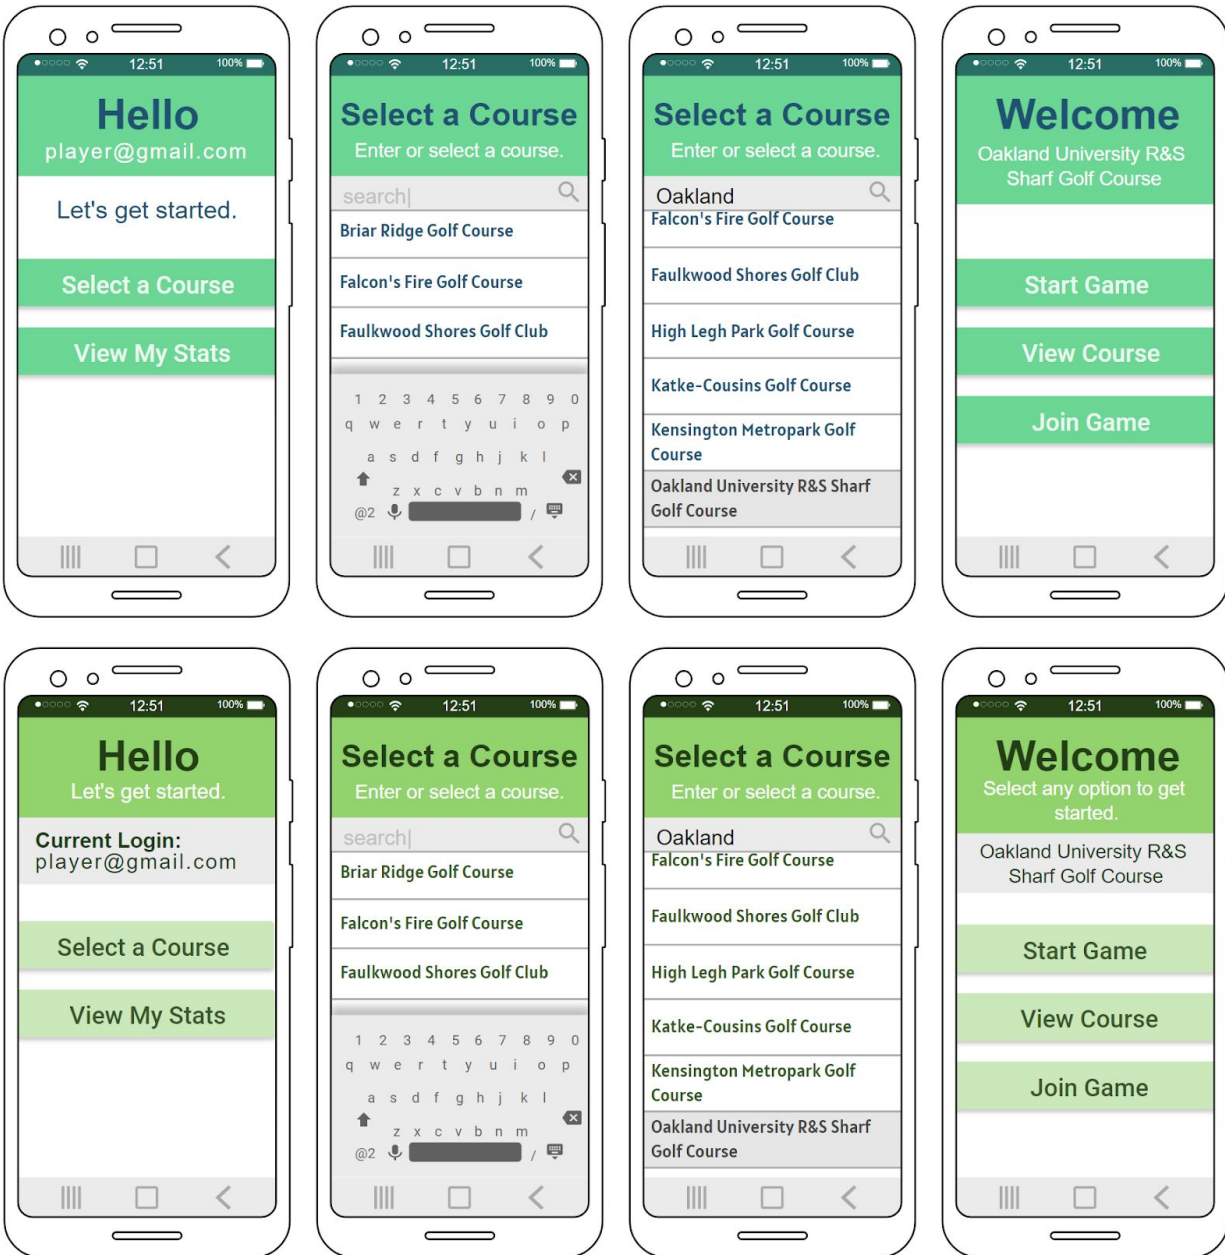 12:51 100%
Hello
player@gmail.com
Let's get started.
Select a Course
View My Stats
12:51 100%
Select a Course
Enter or select a course.
search|
Briar Ridge Golf Course
Falcon's Fire Golf Course
Faulkwood Shores Golf Club
1 2 3 4 5 6 7 8 9 0
q w e r t y u i o p
a s d f g h j k l
z x c v b n m
@2 /
12:51 100%
Select a Course
Enter or select a course.
Oakland
Falcon's Fire Golf Course
Faulkwood Shores Golf Club
High Legh Park Golf Course
Katke-Cousins Golf Course
Kensington Metropark Golf
Course
Oakland University R&S Sharf
Golf Course
12:51 100%
Welcome
Oakland University R&S
Sharf Golf Course
Start Game
View Course
Join Game
12:51 100%
Hello
Let's get started.
Current Login:
player@gmail.com
Select a Course
View My Stats
12:51 100%
Select a Course
Enter or select a course.
search|
Briar Ridge Golf Course
Falcon's Fire Golf Course
Faulkwood Shores Golf Club
1 2 3 4 5 6 7 8 9 0
q w e r t y u i o p
a s d f g h j k l
z x c v b n m
@2 /
12:51 100%
Select a Course
Enter or select a course.
Oakland
Falcon's Fire Golf Course
Faulkwood Shores Golf Club
High Legh Park Golf Course
Katke-Cousins Golf Course
Kensington Metropark Golf
Course
Oakland University R&S Sharf
Golf Course
12:51 100%
Welcome
Select any option to get
started.
Oakland University R&S
Sharf Golf Course
Start Game
View Course
Join Game